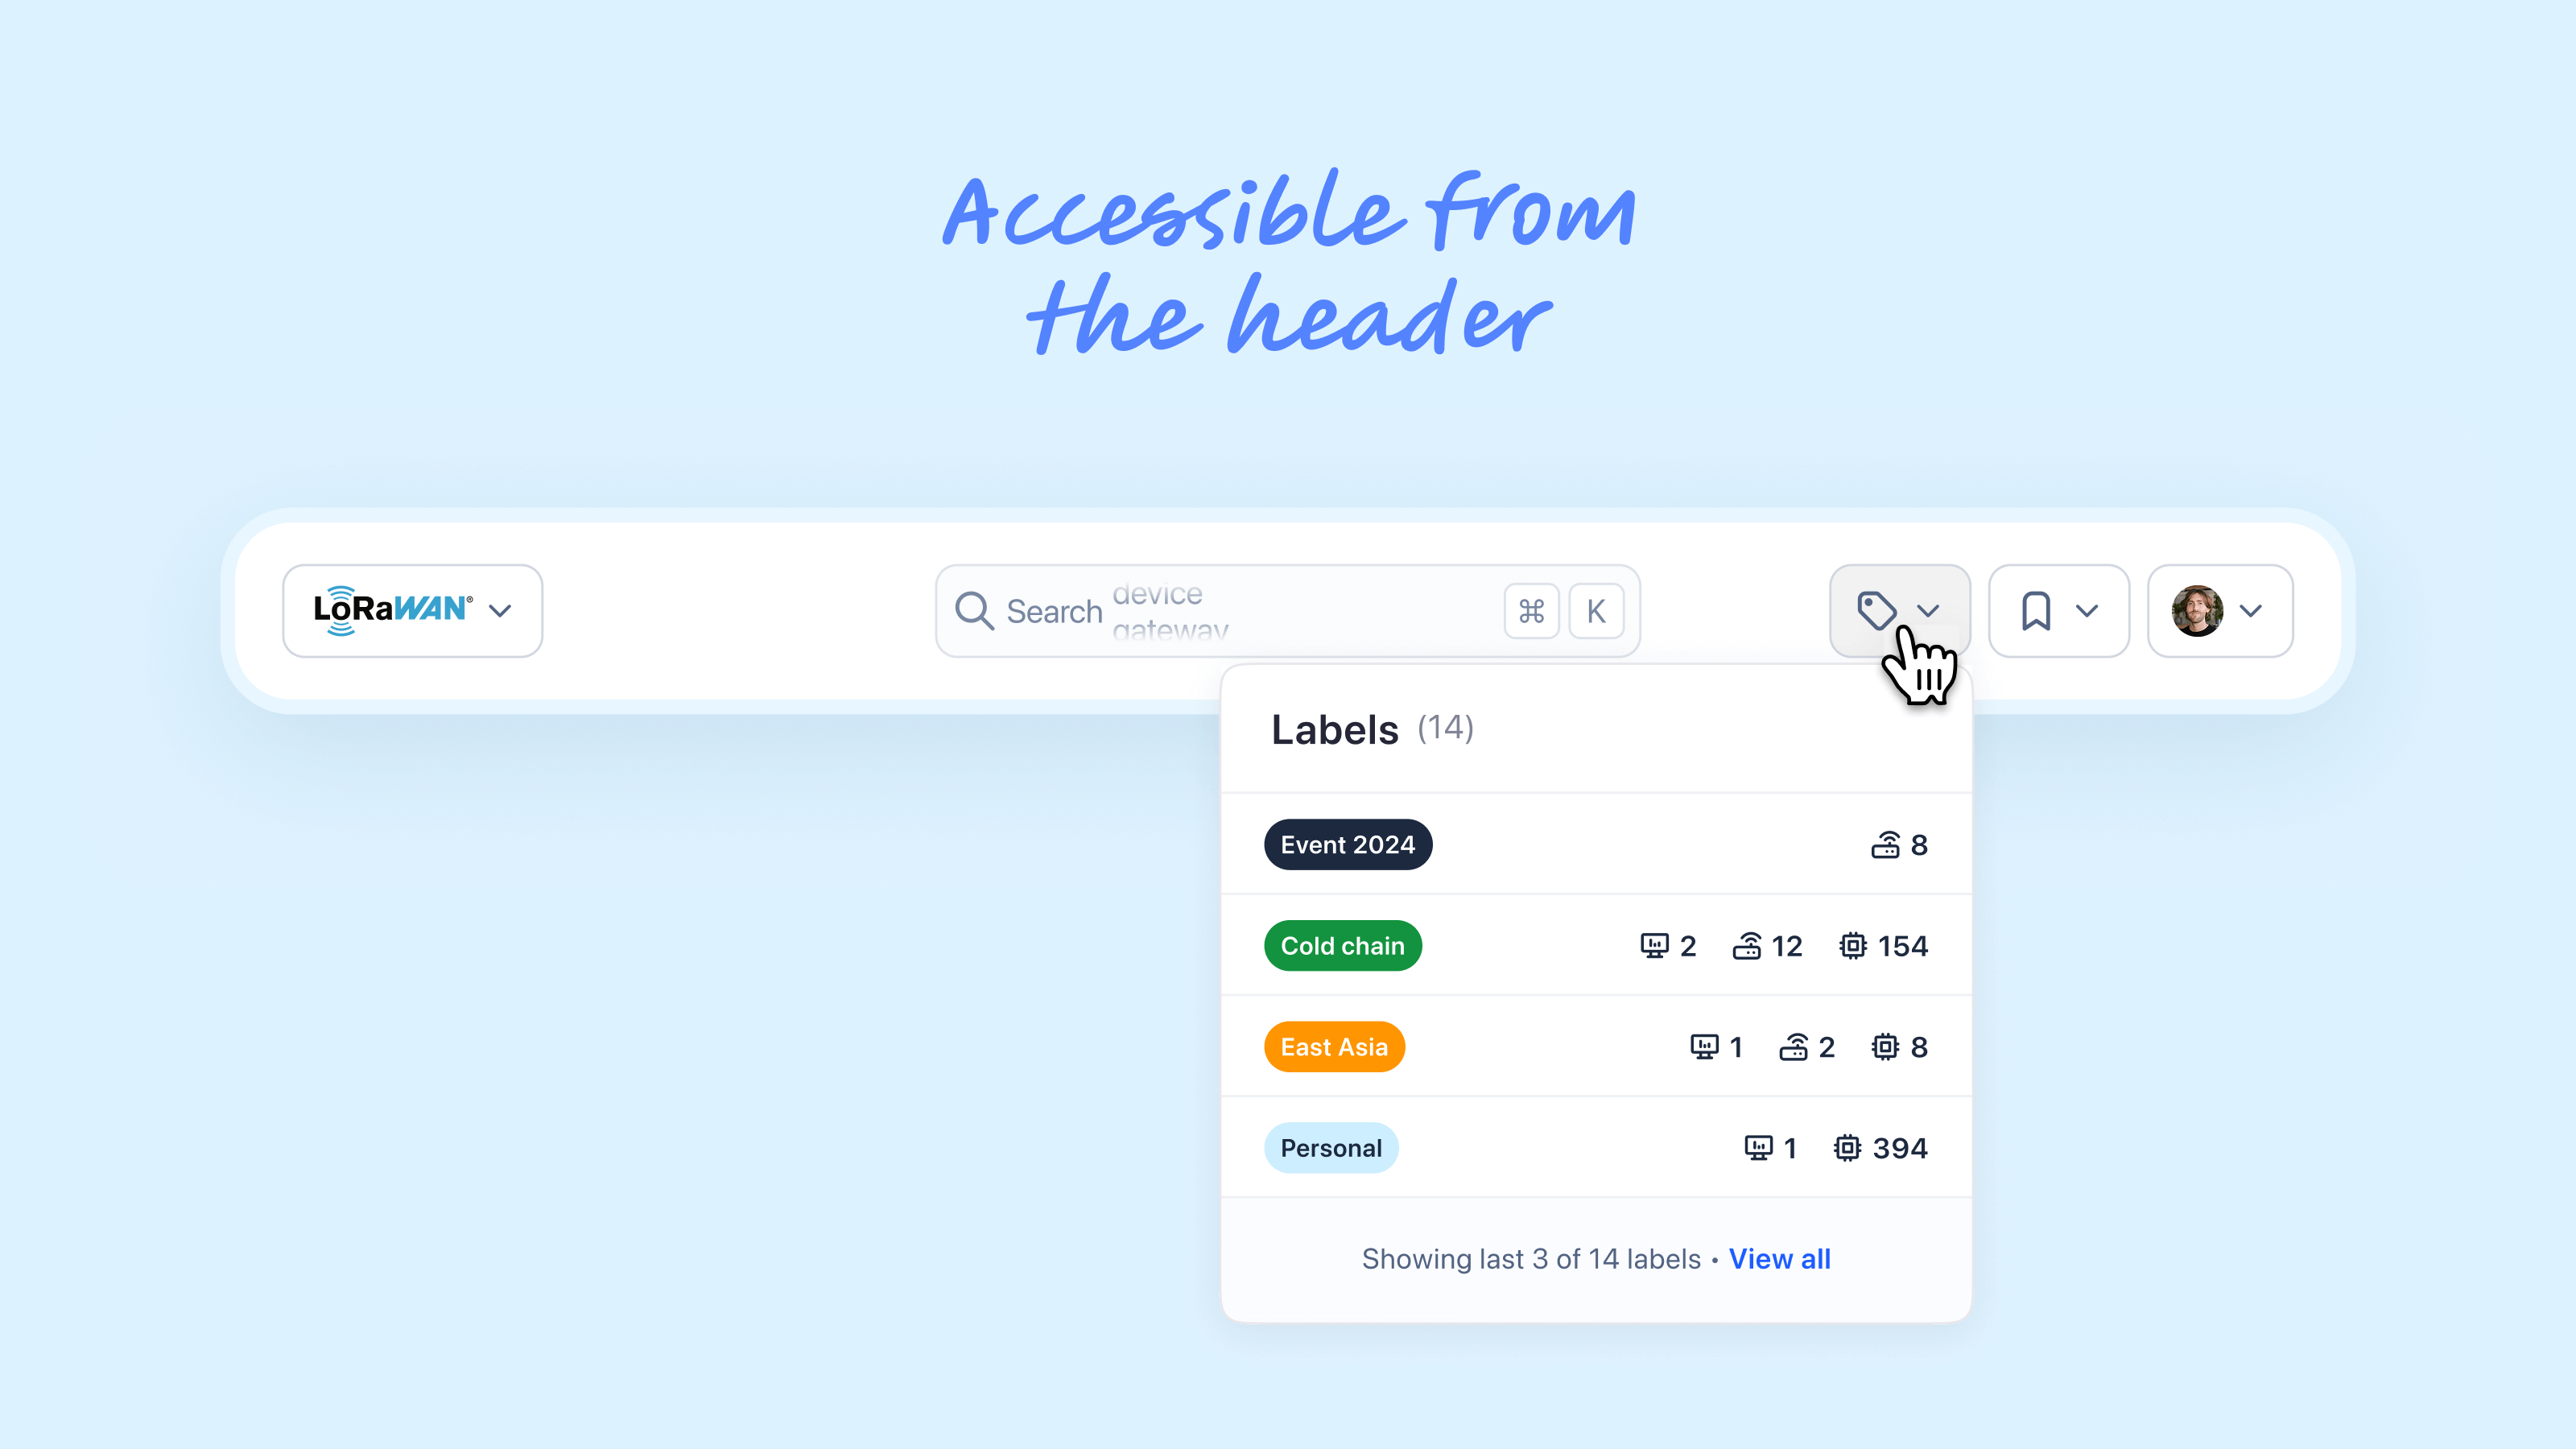 Accessible from
the header
LoRaWAN®
Search device
gateway
⌘ K
Labels (14)
Event 2024 8
Cold chain 2 12 154
East Asia 1 2 8
Personal 1 394
Showing last 3 of 14 labels • View all